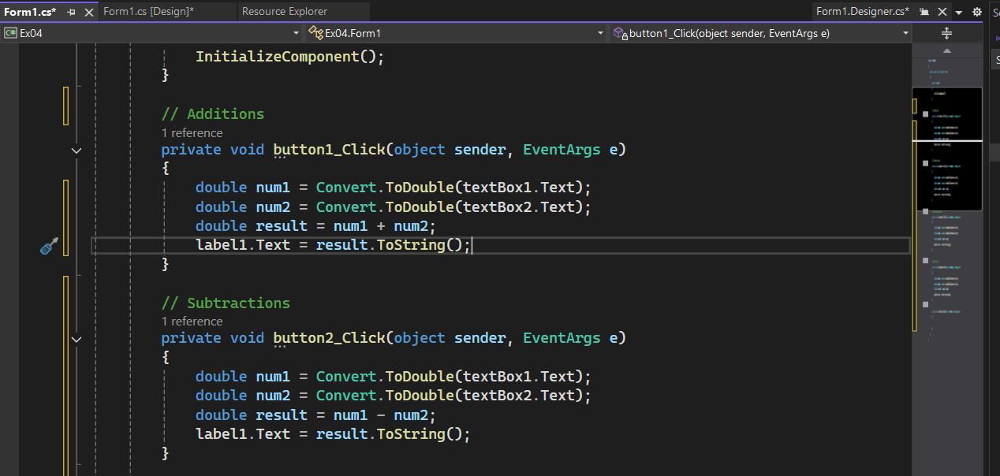 Form1.cs*
Form1.cs [Design]*
Resource Explorer
Form1.Designer.cs*
C# Ex04
Ex04.Form1
button1_Click(object sender, EventArgs e)
InitializeComponent();
}
// Additions
1 reference
private void button1_Click(object sender, EventArgs e)
{
double num1 = Convert.ToDouble(textBox1.Text);
double num2 = Convert.ToDouble(textBox2.Text);
double result = num1 + num2;
label1.Text = result.ToString();
}
// Subtractions
1 reference
private void button2_Click(object sender, EventArgs e)
{
double num1 = Convert.ToDouble(textBox1.Text);
double num2 = Convert.ToDouble(textBox2.Text);
double result = num1 - num2;
label1.Text = result.ToString();
}